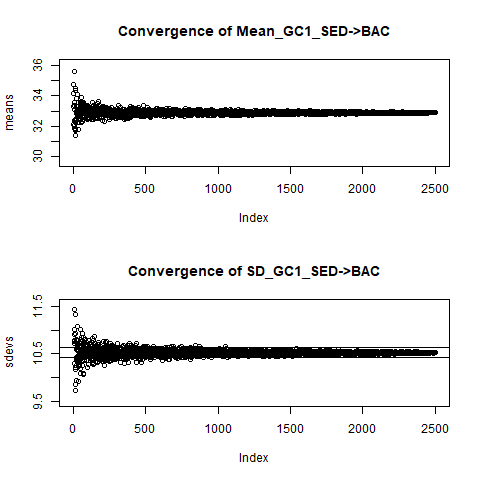 Convergence of Mean_GC1_SED->BAC
36
34
32
30
means
0 500 1000 1500 2000 2500
Index
Convergence of SD_GC1_SED->BAC
11.5
10.5
9.5
sdevs
0 500 1000 1500 2000 2500
Index